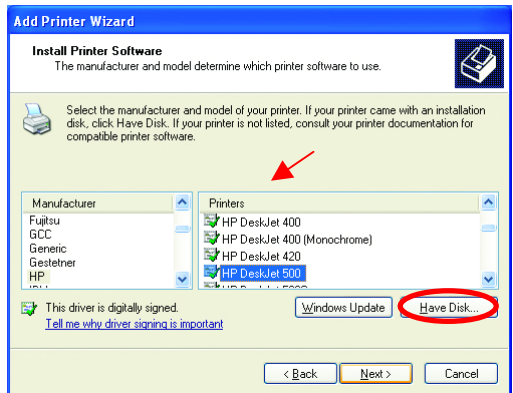 Add Printer Wizard
Install Printer Software
The manufacturer and model determine which printer software to use.
Select the manufacturer and model of your printer. If your printer came with an installation
disk, click Have Disk. If your printer is not listed, consult your printer documentation for
compatible printer software.
Manufacturer
Fujitsu
GCC
Generic
Gestetner
HP
Printers
HP DeskJet 400
HP DeskJet 400 (Monochrome)
HP DeskJet 420
HP DeskJet 500
This driver is digitally signed.
Tell me why driver signing is important
Windows Update
Have Disk...
< Back
Next >
Cancel